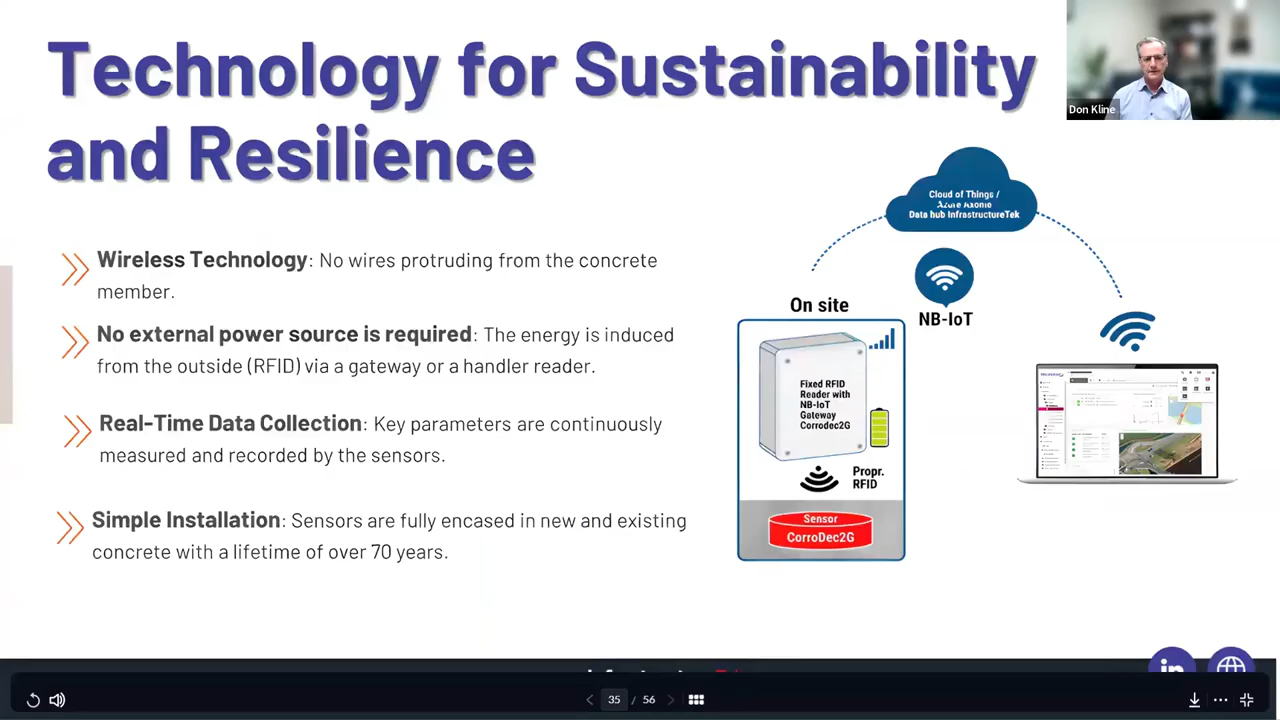 Technology for Sustainability
and Resilience
Don Kline
Wireless Technology: No wires protruding from the concrete
member.
No external power source is required: The energy is induced
from the outside (RFID) via a gateway or a handler reader.
Real-Time Data Collection: Key parameters are continuously
measured and recorded by the sensors.
Simple Installation: Sensors are fully encased in new and existing
concrete with a lifetime of over 70 years.
Cloud of Things /
Data hub InfrastructureTek
NB-IoT
On site
Fixed RFID
Reader with
NB-IoT
Gateway
Corrodec2G
Propr.
RFID
Sensor
CorroDec2G
in
35 / 56